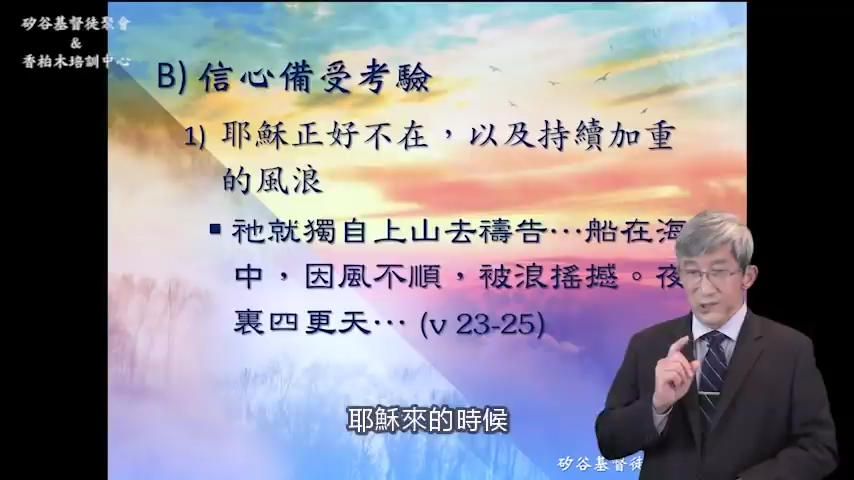 矽谷基督徒聚會
&
香柏木培訓中心
B) 信心備受考驗
1) 耶穌正好不在，以及持續加重
的風浪
▪ 祂就獨自上山去禱告…船在海
中，因風不順，被浪搖撼。夜
裏四更天… (v 23-25)
耶穌來的時候
矽谷基督徒